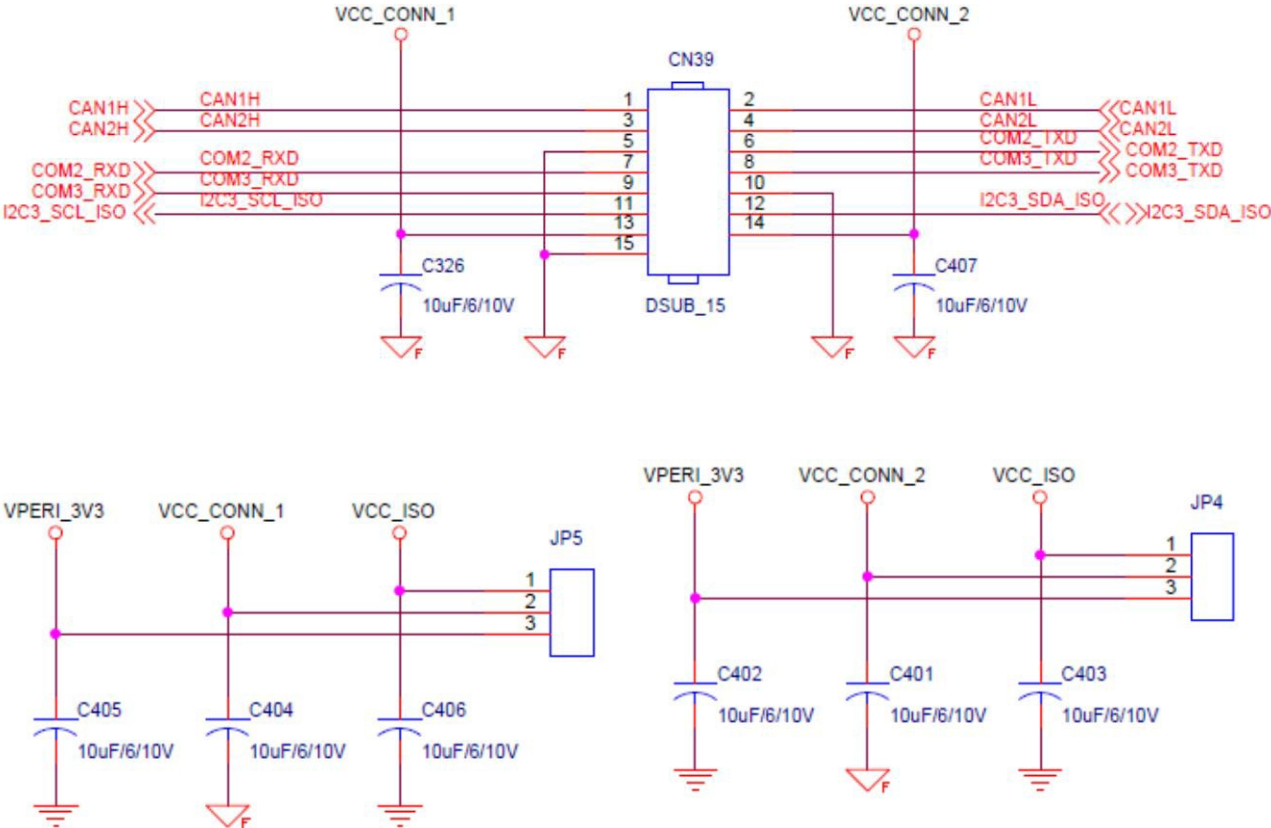 VCC_CONN_1 VCC_CONN_2
CN39
CAN1H CAN1H 1 2 CAN1L CAN1L
CAN2H CAN2H 3 4 CAN2L CAN2L
5 6 COM2_TXD COM2_TXD
COM2_RXD COM2_RXD 7 8 COM3_TXD COM3_TXD
COM3_RXD COM3_RXD 9 10
I2C3_SCL_ISO I2C3_SCL_ISO 11 12 I2C3_SDA_ISO I2C3_SDA_ISO
13 14
15
C326 C407
10uF/6/10V DSUB_15 10uF/6/10V
F F F F
VPERI_3V3 VCC_CONN_2 VCC_ISO
JP4
1
2
3
C402 C401 C403
10uF/6/10V 10uF/6/10V 10uF/6/10V
F
VPERI_3V3 VCC_CONN_1 VCC_ISO
JP5
1
2
3
C405 C404 C406
10uF/6/10V 10uF/6/10V 10uF/6/10V
F